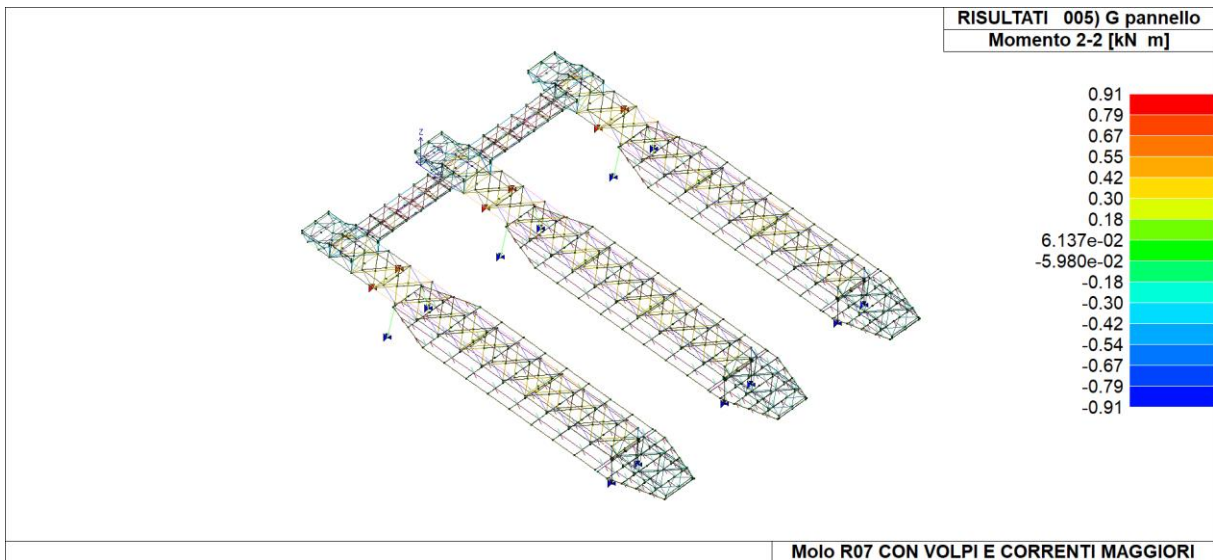 RISULTATI 005) G pannello
Momento 2-2 [kN m]
0.91
0.79
0.67
0.55
0.42
0.30
0.18
6.137e-02
-5.980e-02
-0.18
-0.30
-0.42
-0.54
-0.67
-0.79
-0.91
Z
Molo R07 CON VOLPI E CORRENTI MAGGIORI